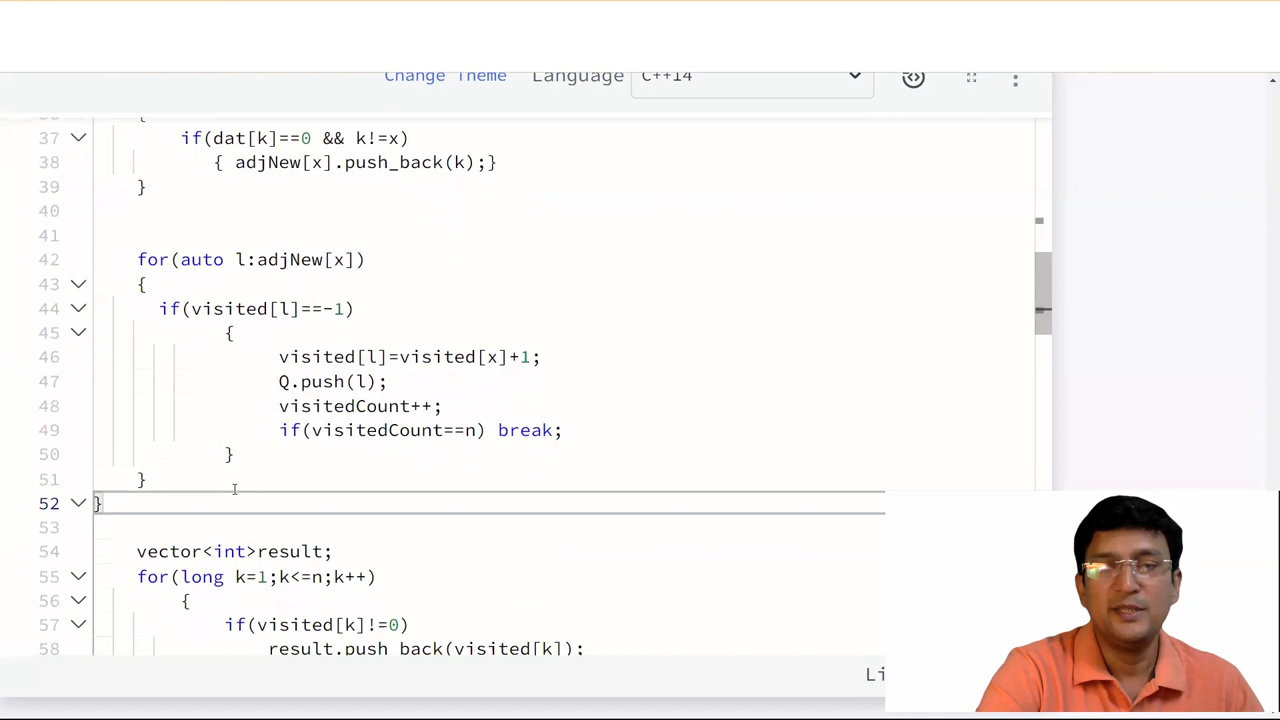 Change Theme Language C++14
37 if(dat[k]==0 && k!=x)
38 { adjNew[x].push_back(k);}
39 }
40
41
42 for(auto l:adjNew[x])
43 {
44 if(visited[l]==-1)
45 {
46 visited[l]=visited[x]+1;
47 Q.push(l);
48 visitedCount++;
49 if(visitedCount==n) break;
50 }
51 }
52 }
53
54 vector<int>result;
55 for(long k=1;k<=n;k++)
56 {
57 if(visited[k]!=0)
58 result.push_back(visited[k]);